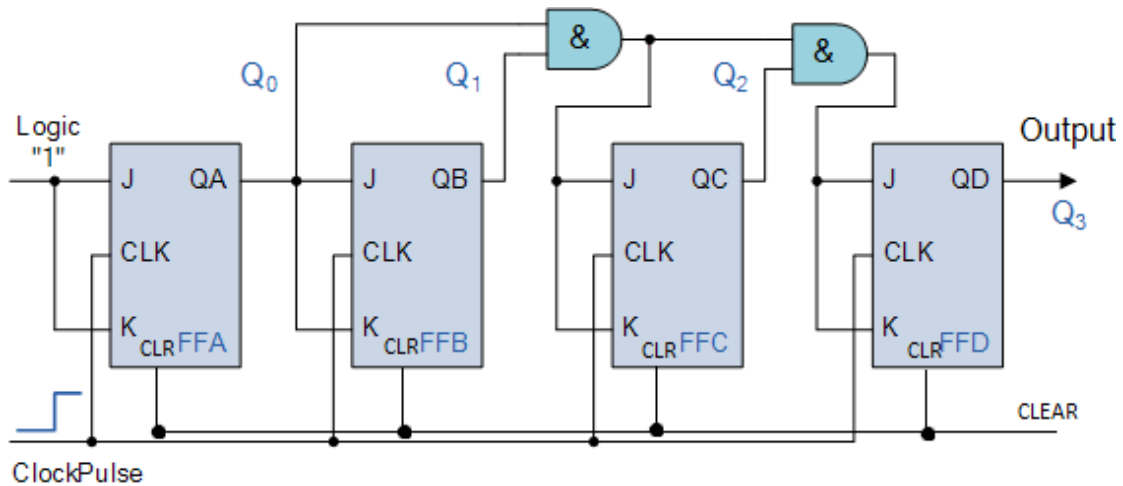 & &
Q₀ Q₁ Q₂
Logic
"1"
Output
J QA J QB J QC J QD
Q₃
CLK CLK CLK CLK
K CLR FFA K CLR FFB K CLR FFC K CLR FFD
CLEAR
ClockPulse